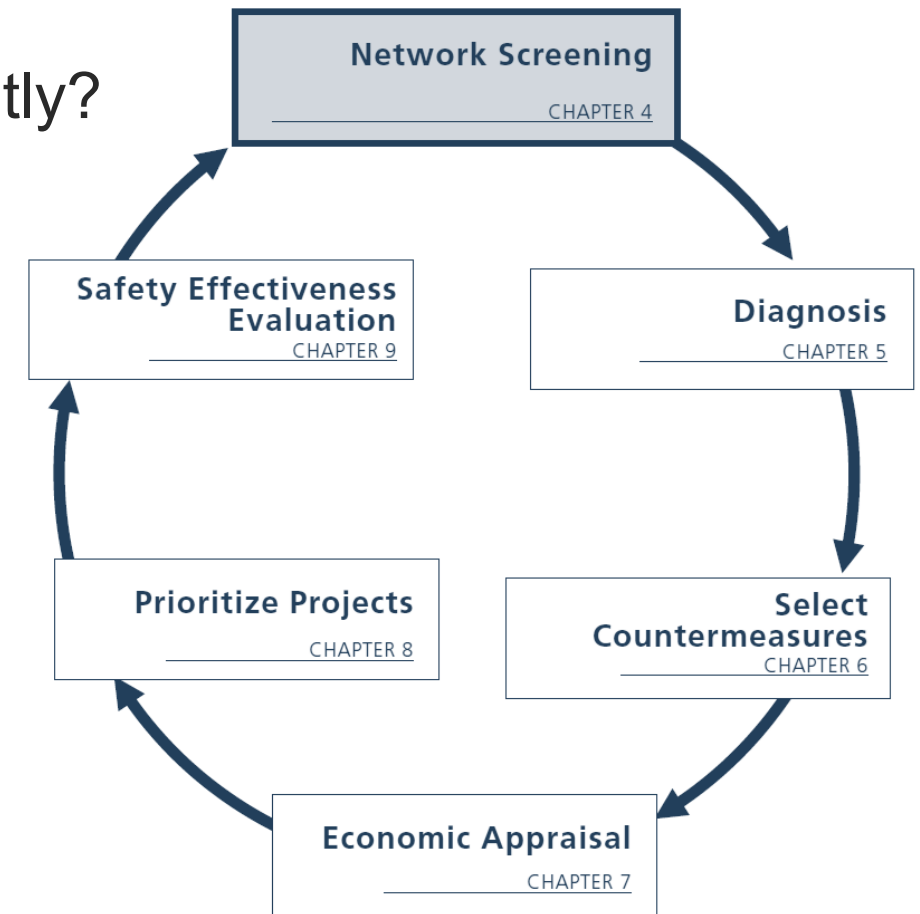 tly?
Network Screening
CHAPTER 4
Diagnosis
CHAPTER 5
Select
Countermeasures
CHAPTER 6
Economic Appraisal
CHAPTER 7
Prioritize Projects
CHAPTER 8
Safety Effectiveness
Evaluation
CHAPTER 9